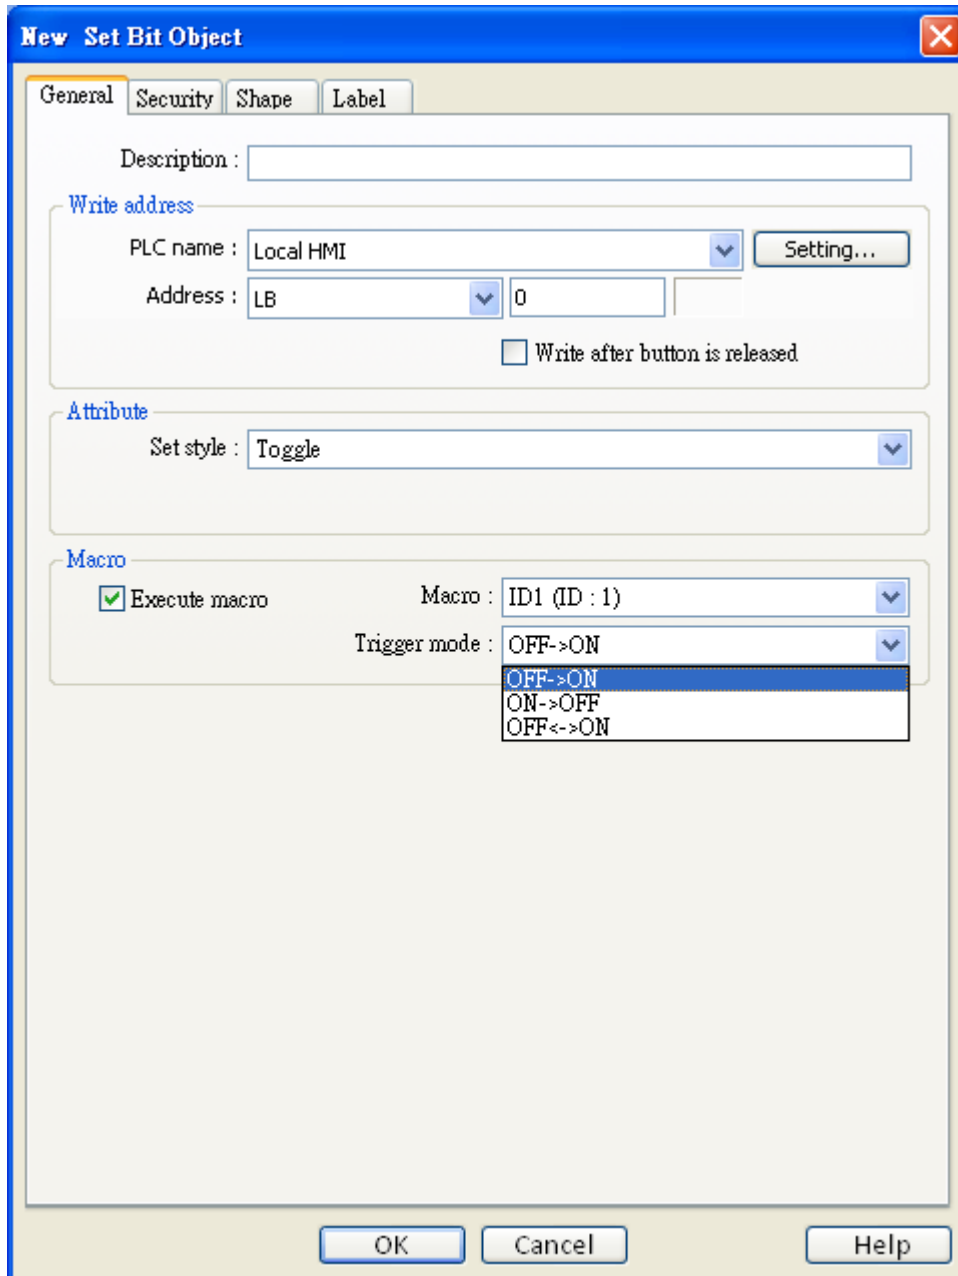 New Set Bit Object
General Security Shape Label
Description :
Write address
PLC name : Local HMI Setting...
Address : LB 0
Write after button is released
Attribute
Set style : Toggle
Macro
Execute macro Macro : ID1 (ID : 1)
Trigger mode : OFF->ON
OFF->ON
ON->OFF
OFF<->ON
OK Cancel Help